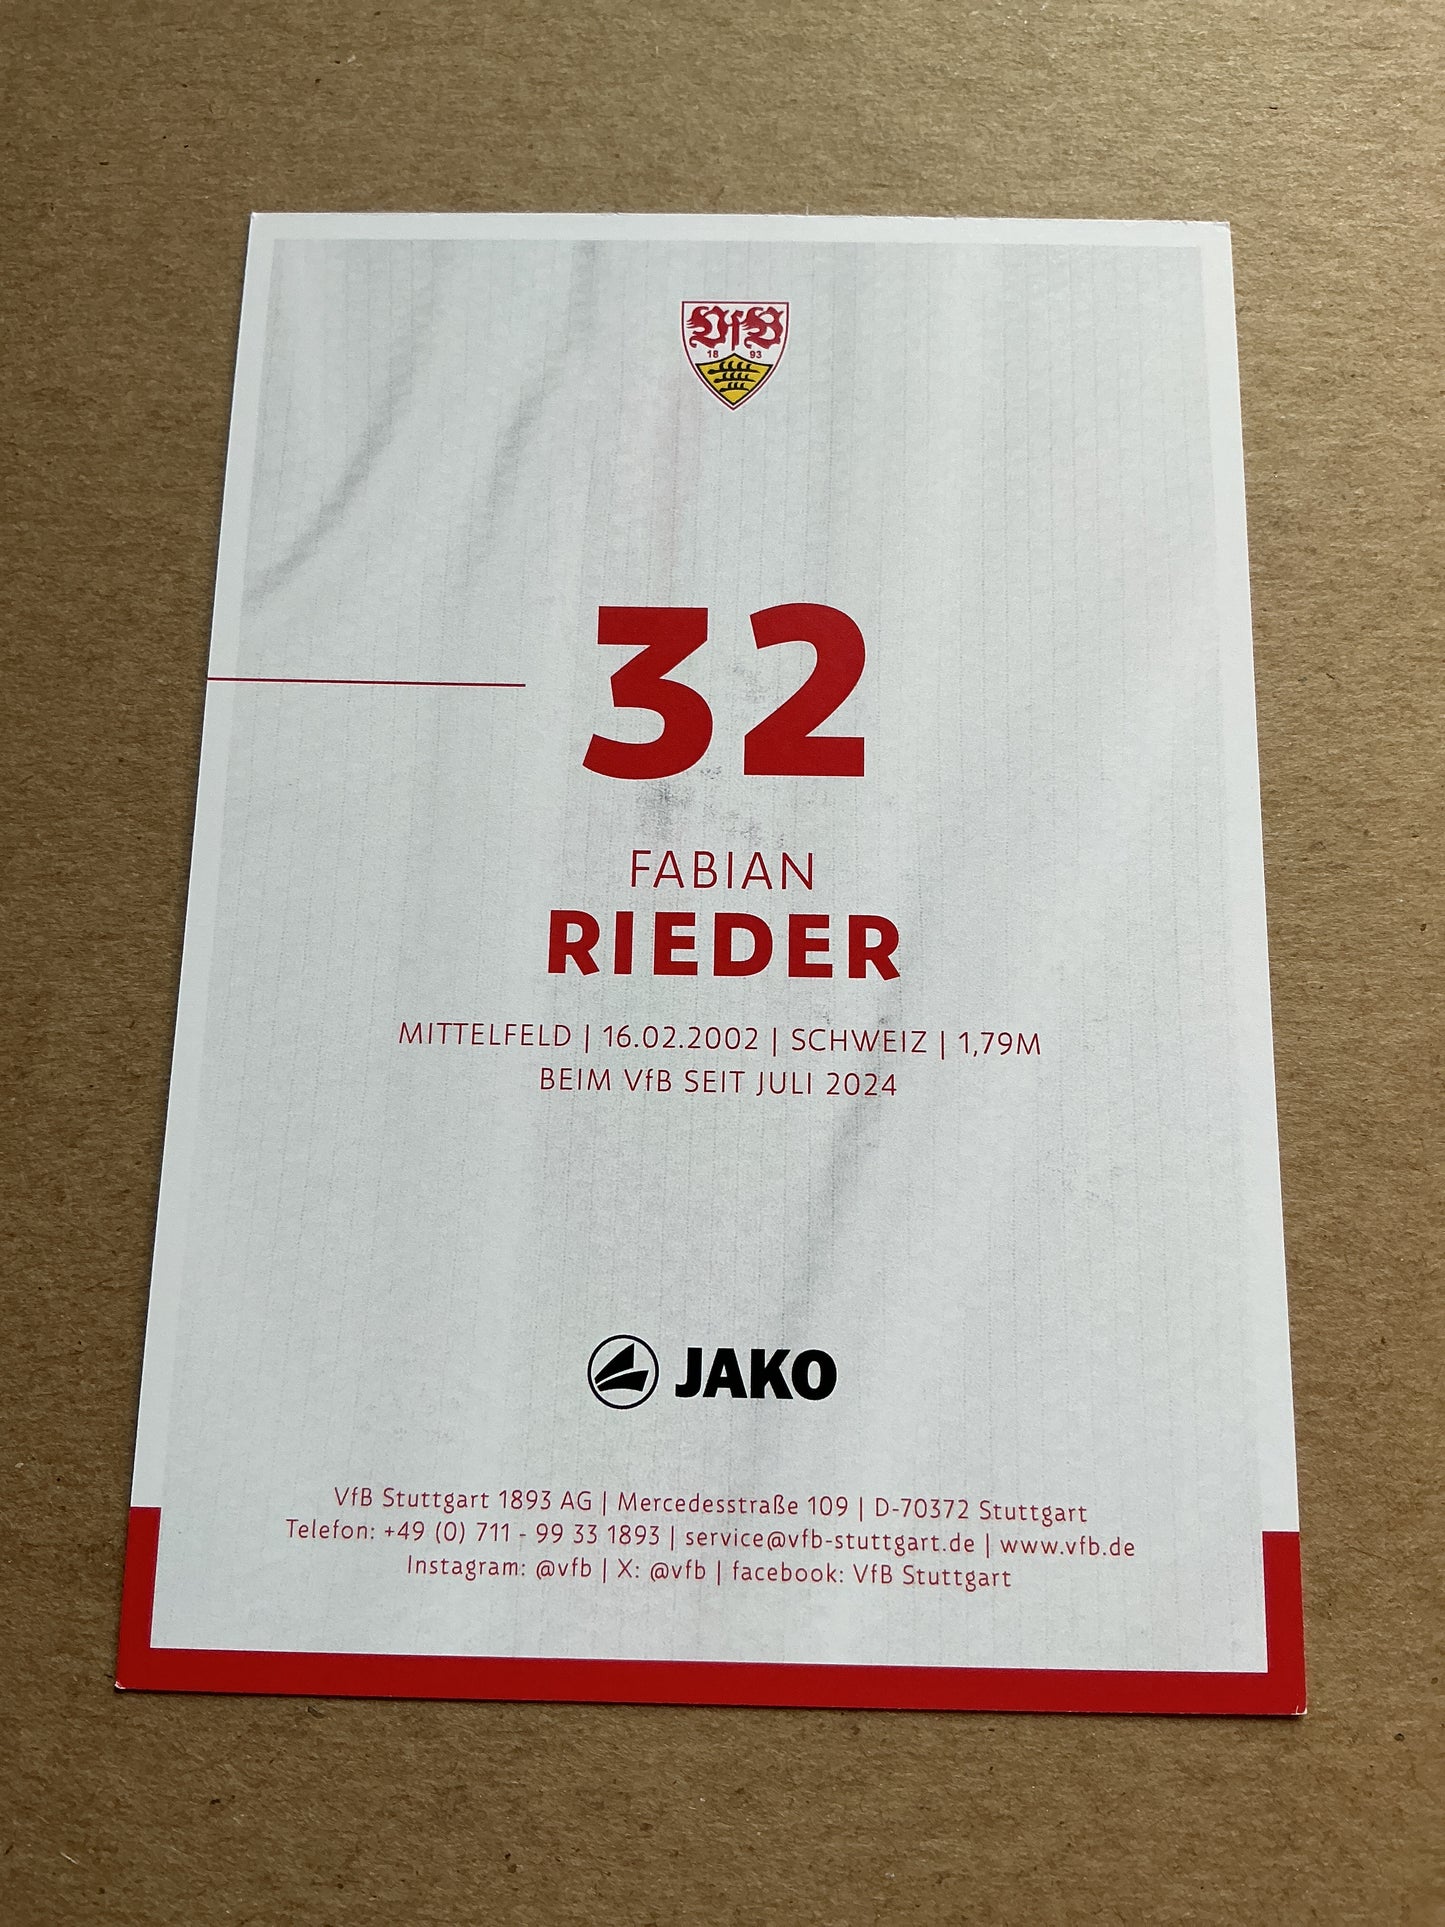 VfB
18 93
32
FABIAN
RIEDER
MITTELFELD | 16.02.2002 | SCHWEIZ | 1,79M
BEIM VfB SEIT JULI 2024
JAKO
VfB Stuttgart 1893 AG | Mercedesstraße 109 | D-70372 Stuttgart
Telefon: +49 (0) 711 - 99 33 1893 | service@vfb-stuttgart.de | www.vfb.de
Instagram: @vfb | X: @vfb | facebook: VfB Stuttgart